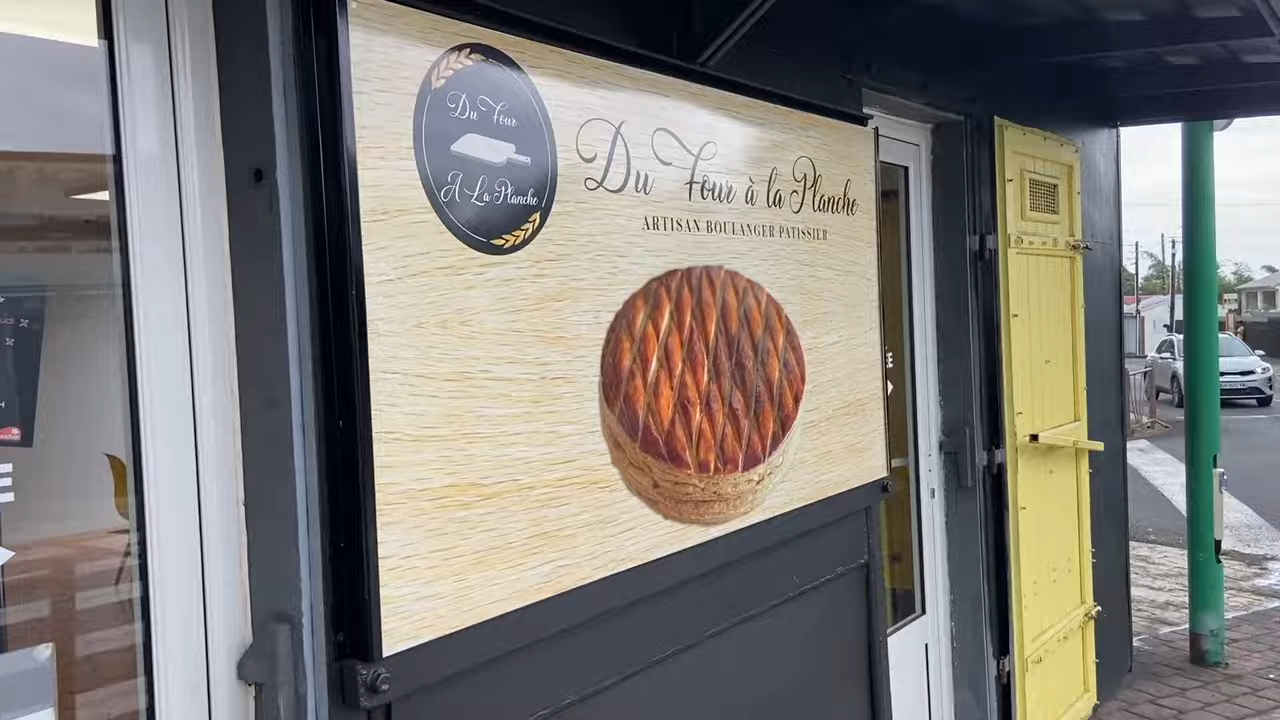 Du Four
A La Planche
Du Four à la Planche
ARTISAN BOULANGER PATISSIER